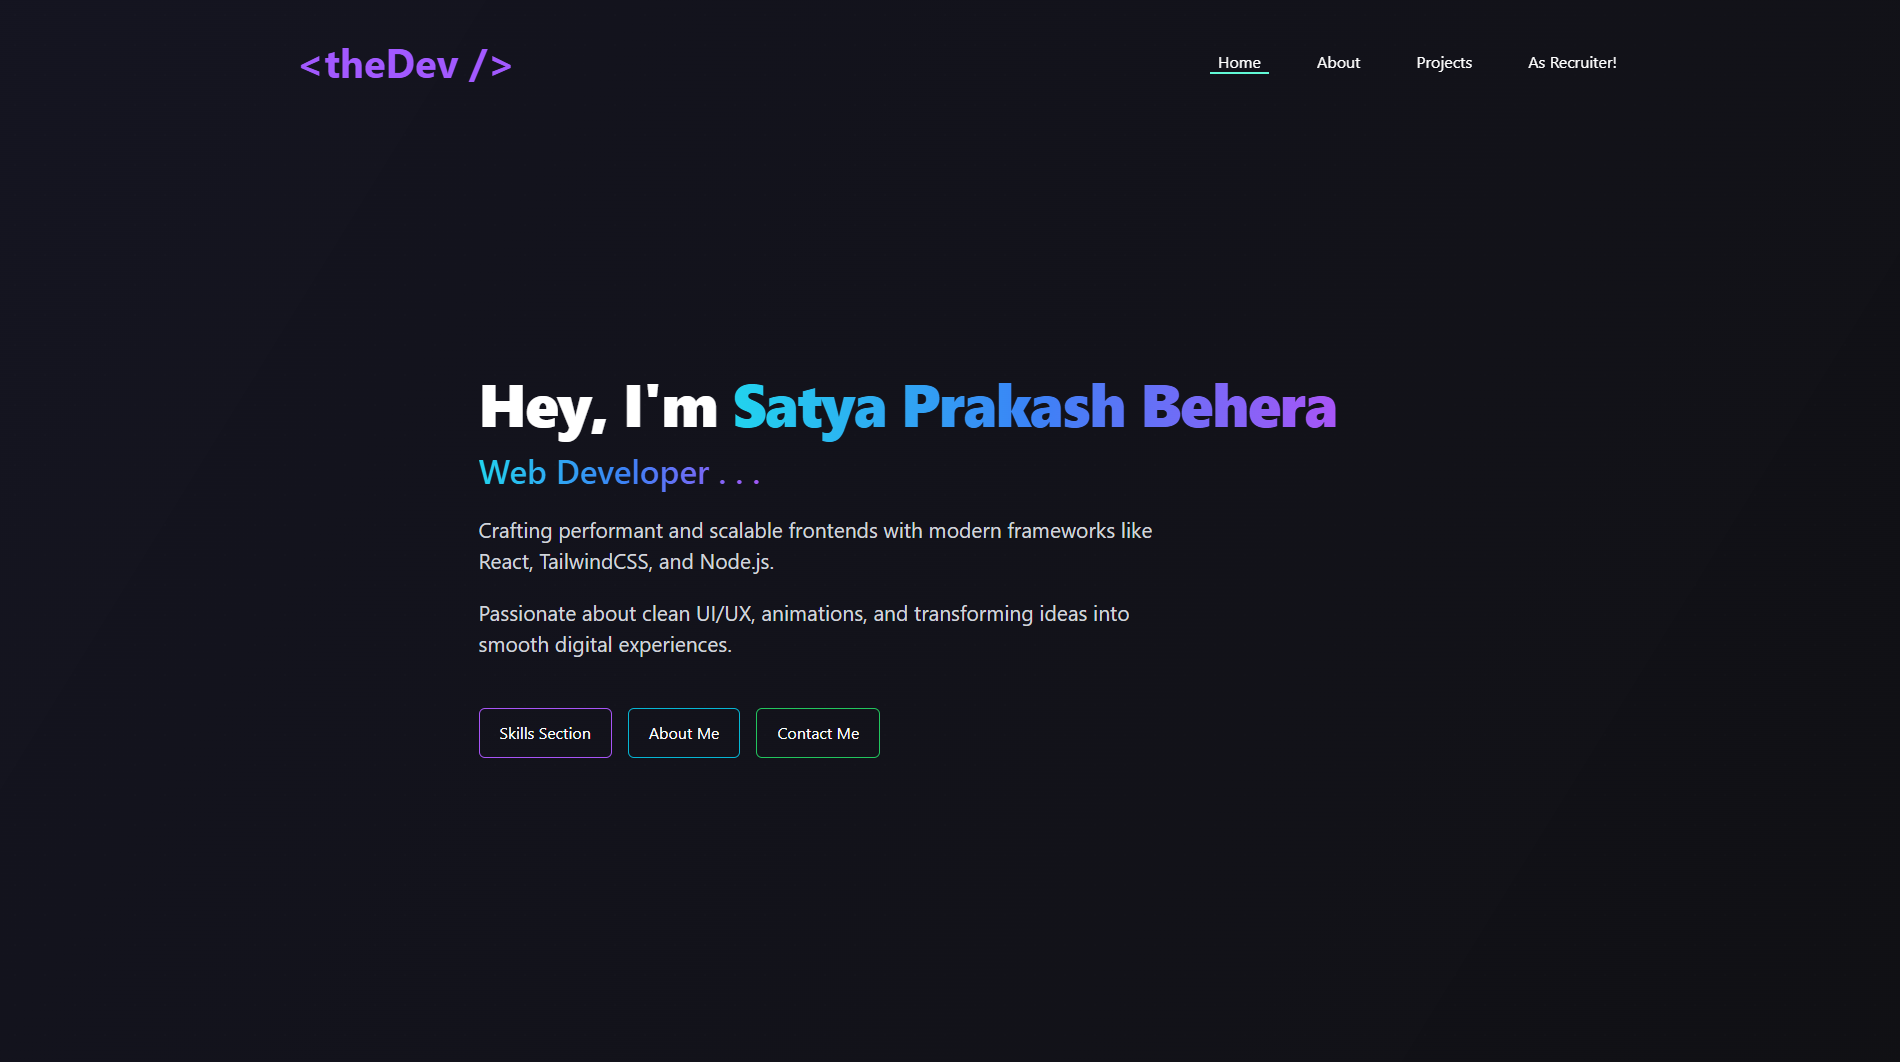 <theDev />
Home About Projects As Recruiter!
Hey, I'm Satya Prakash Behera
Web Developer . . .
Crafting performant and scalable frontends with modern frameworks like
React, TailwindCSS, and Node.js.
Passionate about clean UI/UX, animations, and transforming ideas into
smooth digital experiences.
Skills Section About Me Contact Me